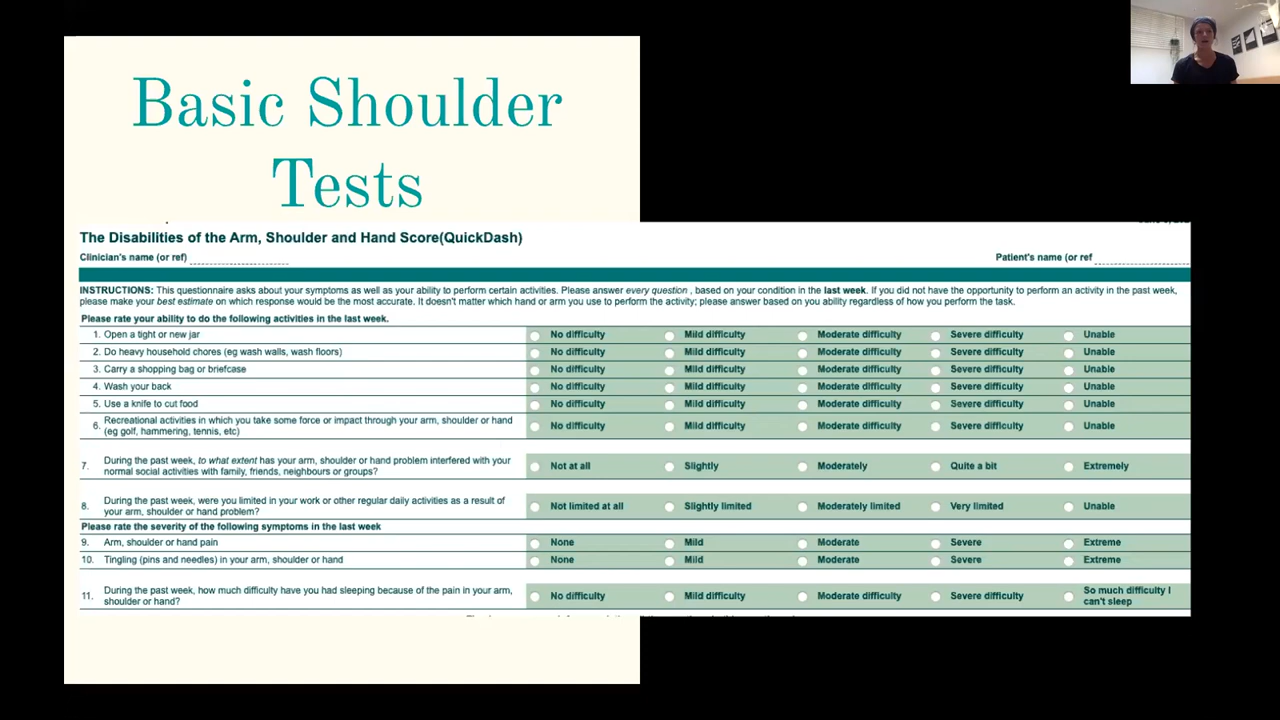 Basic Shoulder
Tests
The Disabilities of the Arm, Shoulder and Hand Score(QuickDash)
Clinician's name (or ref) Patient's name (or ref
INSTRUCTIONS: This questionnaire asks about your symptoms as well as your ability to perform certain activities. Please answer every question , based on your condition in the last week. If you did not have the opportunity to perform an activity in the past week,
please make your best estimate on which response would be the most accurate. It doesn't matter which hand or arm you use to perform the activity; please answer based on you ability regardless of how you perform the task.
Please rate your ability to do the following activities in the last week.
1. Open a tight or new jar No difficulty Mild difficulty Moderate difficulty Severe difficulty Unable
2. Do heavy household chores (eg wash walls, wash floors) No difficulty Mild difficulty Moderate difficulty Severe difficulty Unable
3. Carry a shopping bag or briefcase No difficulty Mild difficulty Moderate difficulty Severe difficulty Unable
4. Wash your back No difficulty Mild difficulty Moderate difficulty Severe difficulty Unable
5. Use a knife to cut food No difficulty Mild difficulty Moderate difficulty Severe difficulty Unable
6. Recreational activities in which you take some force or impact through your arm, shoulder or hand
(eg golf, hammering, tennis, etc) No difficulty Mild difficulty Moderate difficulty Severe difficulty Unable
7. During the past week, to what extent has your arm, shoulder or hand problem interfered with your
normal social activities with family, friends, neighbours or groups? Not at all Slightly Moderately Quite a bit Extremely
8. During the past week, were you limited in your work or other regular daily activities as a result of
your arm, shoulder or hand problem? Not limited at all Slightly limited Moderately limited Very limited Unable
Please rate the severity of the following symptoms in the last week
9. Arm, shoulder or hand pain None Mild Moderate Severe Extreme
10. Tingling (pins and needles) in your arm, shoulder or hand None Mild Moderate Severe Extreme
11. During the past week, how much difficulty have you had sleeping because of the pain in your arm,
shoulder or hand? No difficulty Mild difficulty Moderate difficulty Severe difficulty So much difficulty I
can't sleep